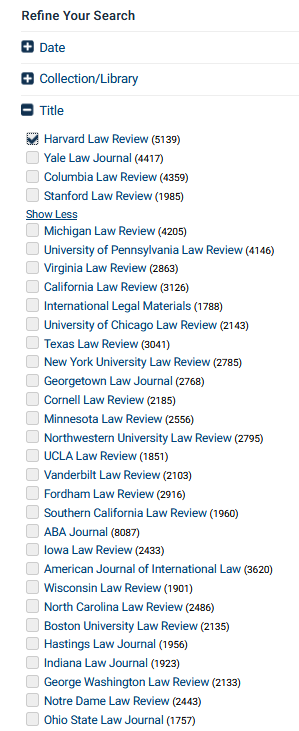 Refine Your Search
Date
Collection/Library
Title
Harvard Law Review (5139)
Yale Law Journal (4417)
Columbia Law Review (4359)
Stanford Law Review (1985)
Show Less
Michigan Law Review (4205)
University of Pennsylvania Law Review (4146)
Virginia Law Review (2863)
California Law Review (3126)
International Legal Materials (1788)
University of Chicago Law Review (2143)
Texas Law Review (3041)
New York University Law Review (2785)
Georgetown Law Journal (2768)
Cornell Law Review (2185)
Minnesota Law Review (2556)
Northwestern University Law Review (2795)
UCLA Law Review (1851)
Vanderbilt Law Review (2103)
Fordham Law Review (2916)
Southern California Law Review (1960)
ABA Journal (8087)
Iowa Law Review (2433)
American Journal of International Law (3620)
Wisconsin Law Review (1901)
North Carolina Law Review (2486)
Boston University Law Review (2135)
Hastings Law Journal (1956)
Indiana Law Journal (1923)
George Washington Law Review (2133)
Notre Dame Law Review (2443)
Ohio State Law Journal (1757)